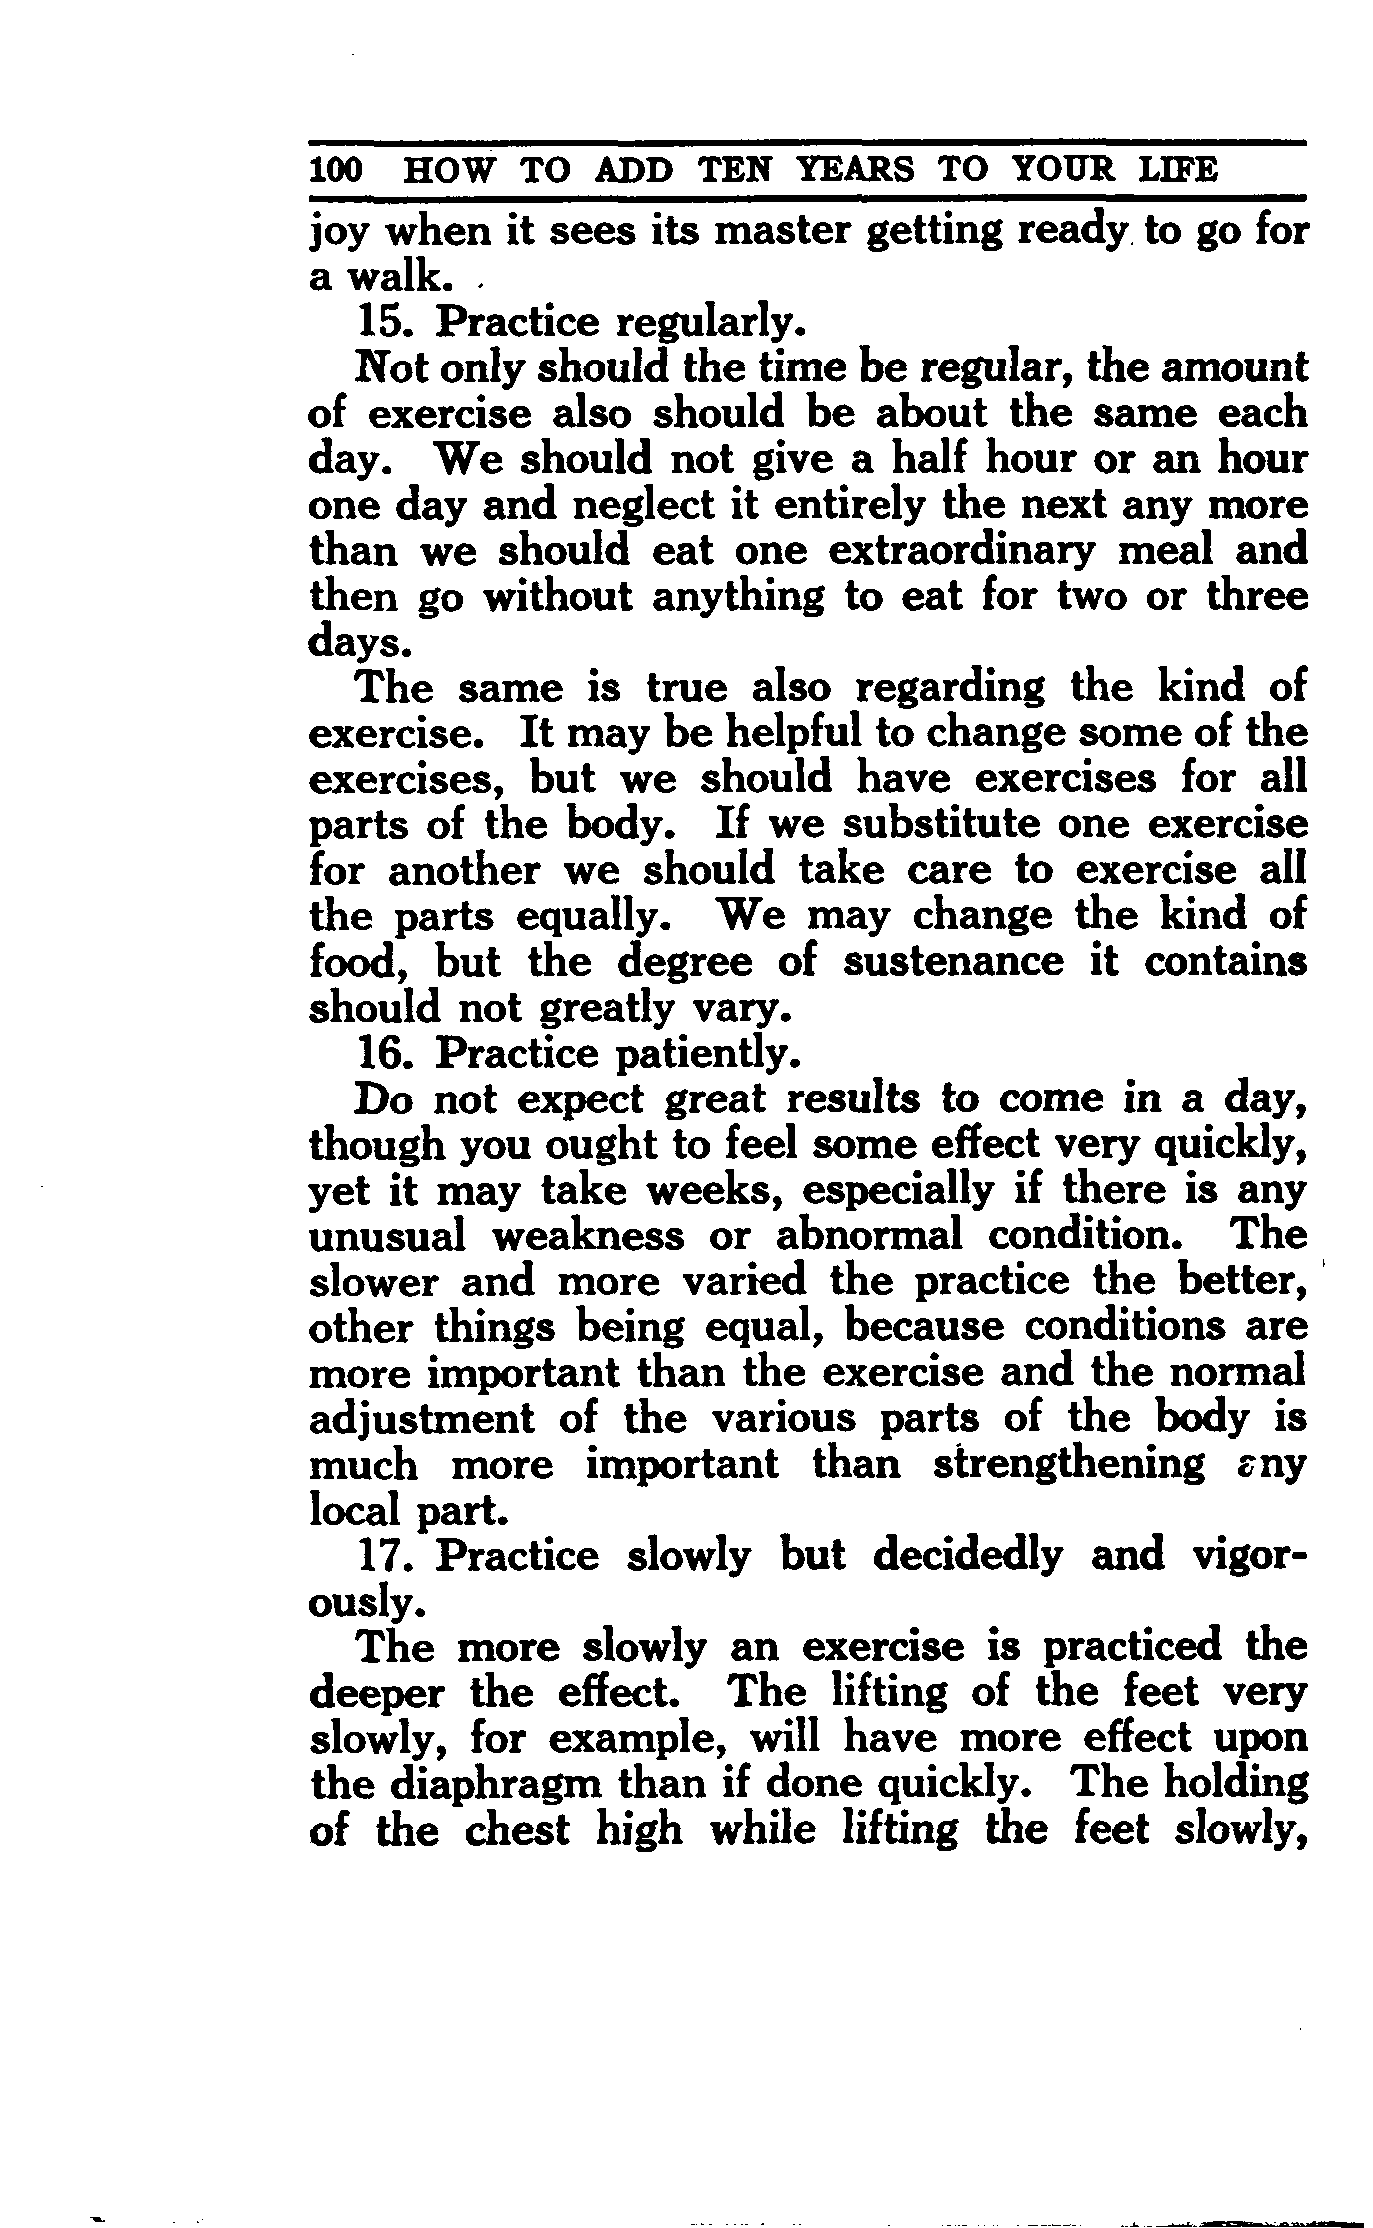 100 HOW TO ADD TEN YEARS TO YOUR LIFE
joy when it sees its master getting ready to go for
a walk.
15. Practice regularly.
Not only should the time be regular, the amount
of exercise also should be about the same each
day. We should not give a half hour or an hour
one day and neglect it entirely the next any more
than we should eat one extraordinary meal and
then go without anything to eat for two or three
days.
The same is true also regarding the kind of
exercise. It may be helpful to change some of the
exercises, but we should have exercises for all
parts of the body. If we substitute one exercise
for another we should take care to exercise all
the parts equally. We may change the kind of
food, but the degree of sustenance it contains
should not greatly vary.
16. Practice patiently.
Do not expect great results to come in a day,
though you ought to feel some effect very quickly,
yet it may take weeks, especially if there is any
unusual weakness or abnormal condition. The
slower and more varied the practice the better,
other things being equal, because conditions are
more important than the exercise and the normal
adjustment of the various parts of the body is
much more important than strengthening any
local part.
17. Practice slowly but decidedly and vigor-
ously.
The more slowly an exercise is practiced the
deeper the effect. The lifting of the feet very
slowly, for example, will have more effect upon
the diaphragm than if done quickly. The holding
of the chest high while lifting the feet slowly,